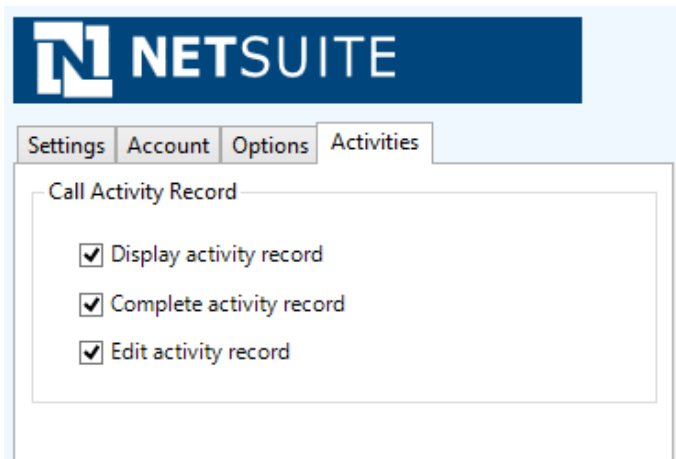 NETSUITE
Settings Account Options Activities
Call Activity Record
Display activity record
Complete activity record
Edit activity record